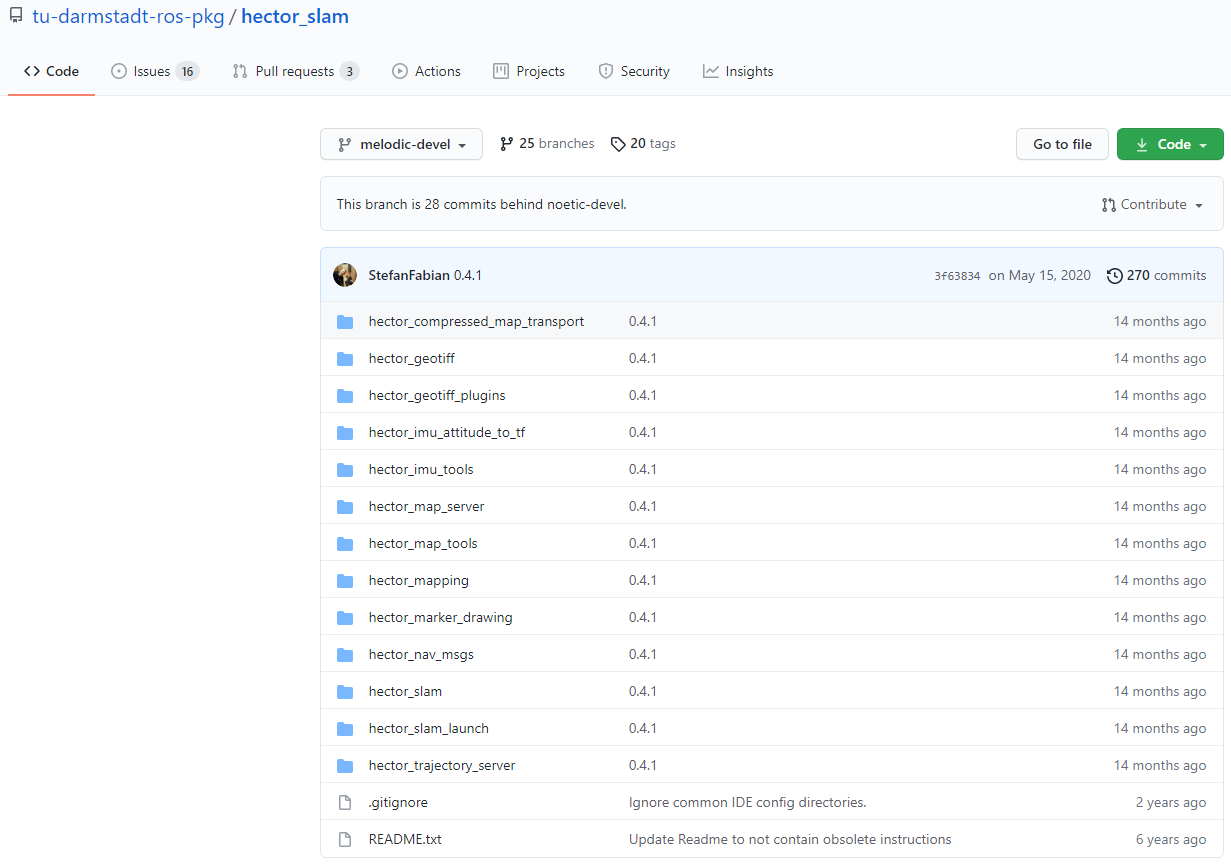 tu-darmstadt-ros-pkg / hector_slam
Code Issues 16 Pull requests 3 Actions Projects Security Insights
melodic-devel 25 branches 20 tags Go to file Code
This branch is 28 commits behind noetic-devel. Contribute
StefanFabian 0.4.1 3f63834 on May 15, 2020 270 commits
hector_compressed_map_transport 0.4.1 14 months ago
hector_geotiff 0.4.1 14 months ago
hector_geotiff_plugins 0.4.1 14 months ago
hector_imu_attitude_to_tf 0.4.1 14 months ago
hector_imu_tools 0.4.1 14 months ago
hector_map_server 0.4.1 14 months ago
hector_map_tools 0.4.1 14 months ago
hector_mapping 0.4.1 14 months ago
hector_marker_drawing 0.4.1 14 months ago
hector_nav_msgs 0.4.1 14 months ago
hector_slam 0.4.1 14 months ago
hector_slam_launch 0.4.1 14 months ago
hector_trajectory_server 0.4.1 14 months ago
.gitignore Ignore common IDE config directories. 2 years ago
README.txt Update Readme to not contain obsolete instructions 6 years ago